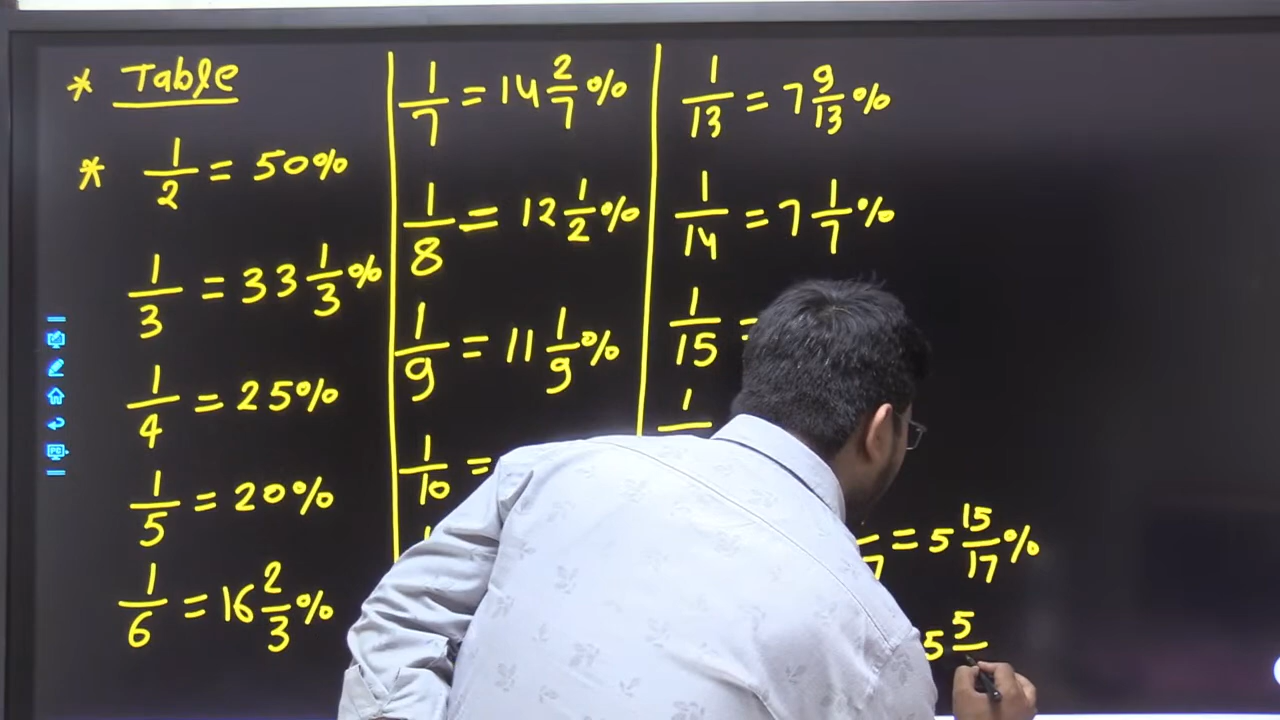 * Table
* 1/2 = 50%
1/3 = 33 1/3%
1/4 = 25%
1/5 = 20%
1/6 = 16 2/3%
1/7 = 14 2/7%
1/8 = 12 1/2%
1/9 = 11 1/9%
1/10 =
1/13 = 7 9/13%
1/14 = 7 1/7%
1/15 =
1
= 5 15/17%
5 5